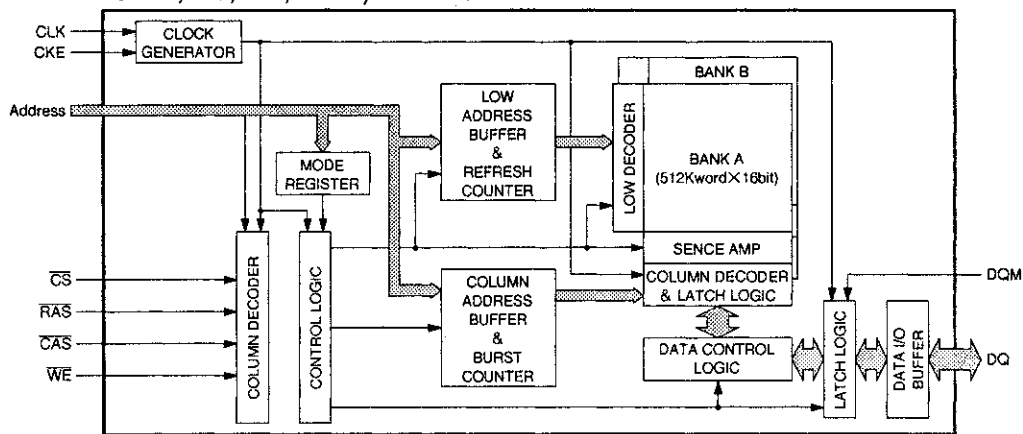 CLK
CKE
CLOCK
GENERATOR
Address
MODE
REGISTER
LOW
ADDRESS
BUFFER
&
REFRESH
COUNTER
BANK B
LOW DECODER
BANK A
(512Kword×16bit)
SENCE AMP
COLUMN DECODER
& LATCH LOGIC
CS
RAS
CAS
WE
COLUMN DECODER
CONTROL LOGIC
COLUMN
ADDRESS
BUFFER
&
BURST
COUNTER
DATA CONTROL
LOGIC
LATCH LOGIC
DATA I/O
BUFFER
DQM
DQ